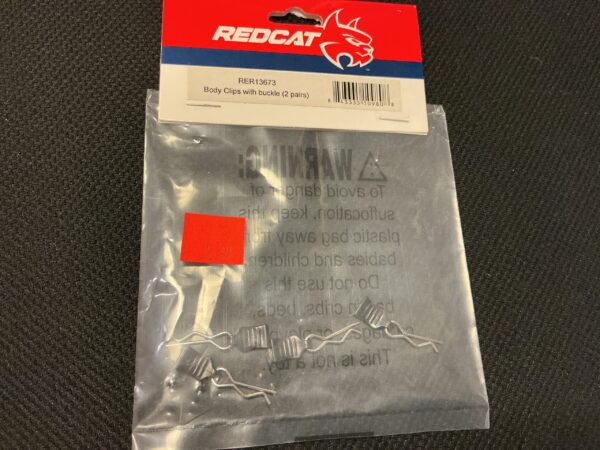 REDCAT
RER13673
Body Clips with buckle (2 pairs)
WARNING:
To avoid danger of
suffocation, keep this
plastic bag away from
babies and children.
Do not use this
in cribs, beds,
This is not a toy